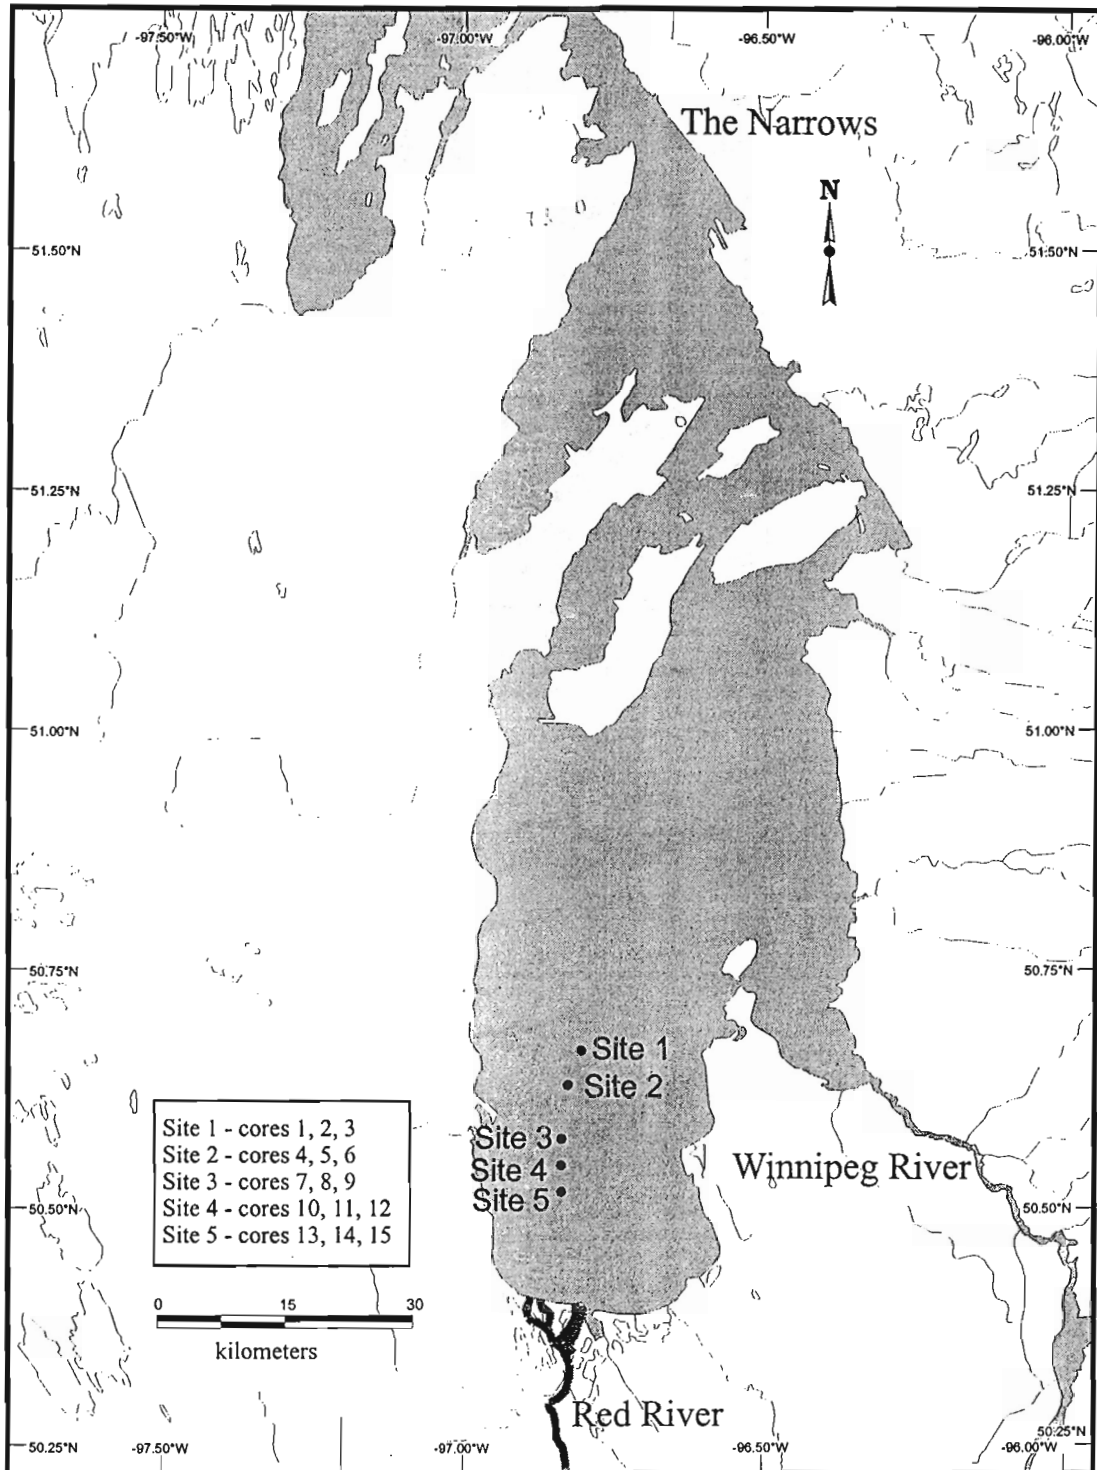 -97.50°W
-97.00°W
-96.50°W
-96.00°W
The Narrows
N
51.50°N
51.50°N
51.25°N
51.25°N
51.00°N
51.00°N
50.75°N
50.75°N
Site 1
Site 2
Site 3
Site 4
Site 5
Winnipeg River
Site 1 - cores 1, 2, 3
Site 2 - cores 4, 5, 6
Site 3 - cores 7, 8, 9
Site 4 - cores 10, 11, 12
Site 5 - cores 13, 14, 15
50.50°N
50.50°N
0 15 30
kilometers
Red River
50.25°N
50.25°N
-97.50°W
-97.00°W
-96.50°W
-96.00°W